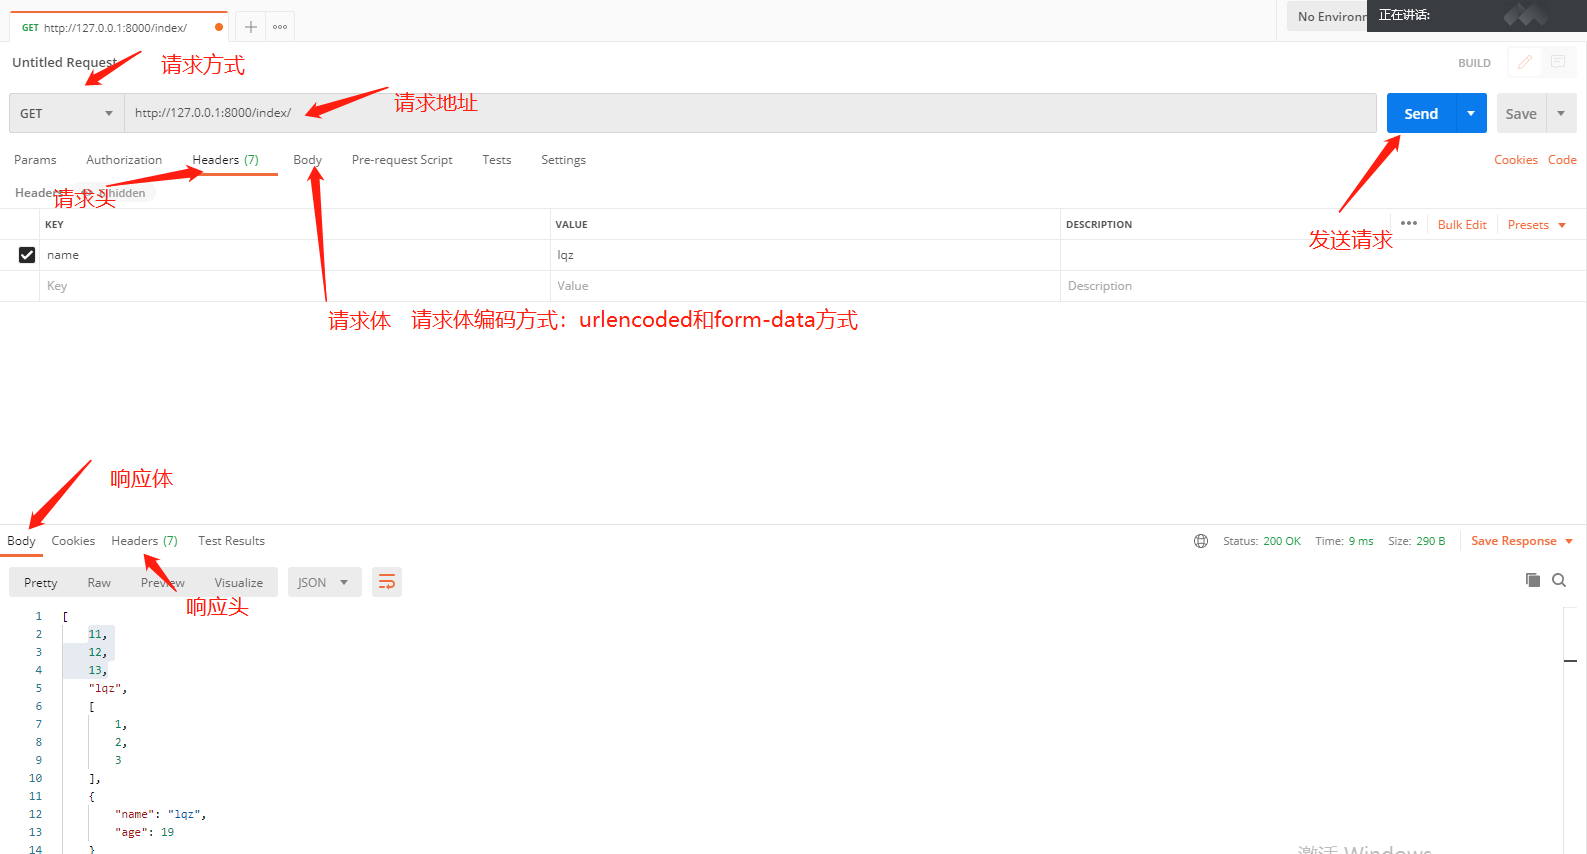 GET http://127.0.0.1:8000/index/
No Environm
正在讲话:
Untitled Request
请求方式
BUILD
GET
http://127.0.0.1:8000/index/
请求地址
Send
Save
Params Authorization Headers (7) Body Pre-request Script Tests Settings
Cookies Code
Headers hidden
请求头
KEY VALUE DESCRIPTION
Bulk Edit Presets
发送请求
name lqz
Key Value Description
请求体 请求体编码方式：urlencoded和form-data方式
响应体
Body Cookies Headers (7) Test Results
Status: 200 OK Time: 9 ms Size: 290 B Save Response
Pretty Raw Preview Visualize JSON
响应头
1 [
2 11,
3 12,
4 13,
5 "lqz",
6 [
7 1,
8 2,
9 3
10 ],
11 {
12 "name": "lqz",
13 "age": 19
14 }
激活 Windows